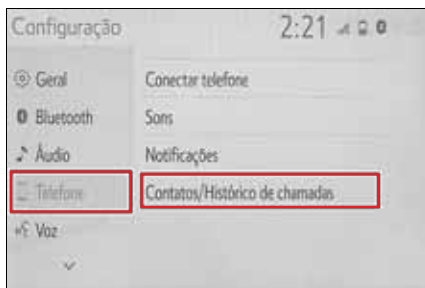 Configuração 2:21
Geral
Conectar telefone
Bluetooth
Sons
Áudio
Notificações
Telefone
Contatos/Histórico de chamadas
Voz